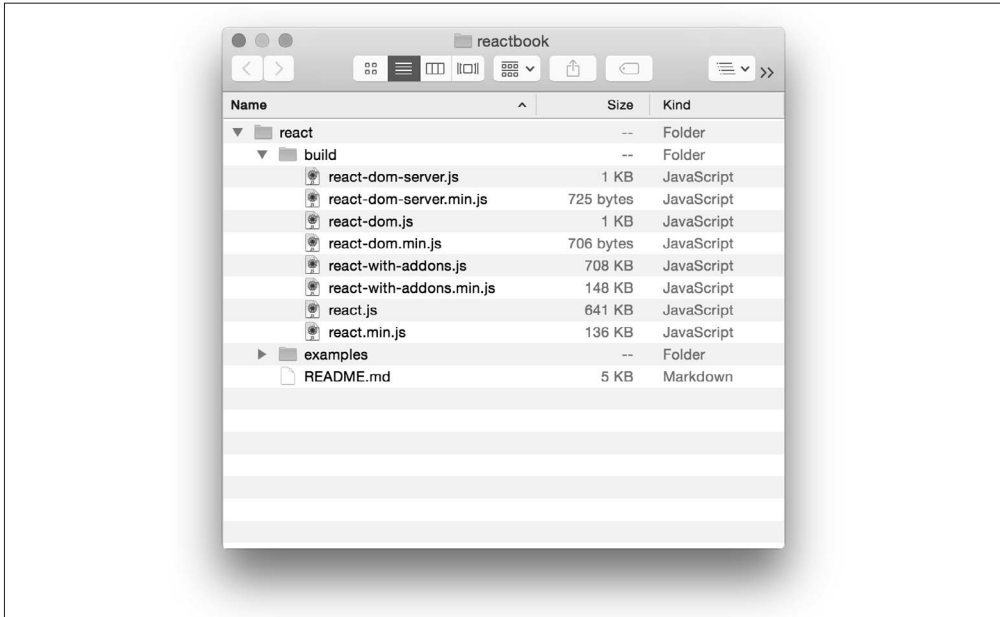 reactbook
Name Size Kind
react -- Folder
build -- Folder
react-dom-server.js 1 KB JavaScript
react-dom-server.min.js 725 bytes JavaScript
react-dom.js 1 KB JavaScript
react-dom.min.js 706 bytes JavaScript
react-with-addons.js 708 KB JavaScript
react-with-addons.min.js 148 KB JavaScript
react.js 641 KB JavaScript
react.min.js 136 KB JavaScript
examples -- Folder
README.md 5 KB Markdown